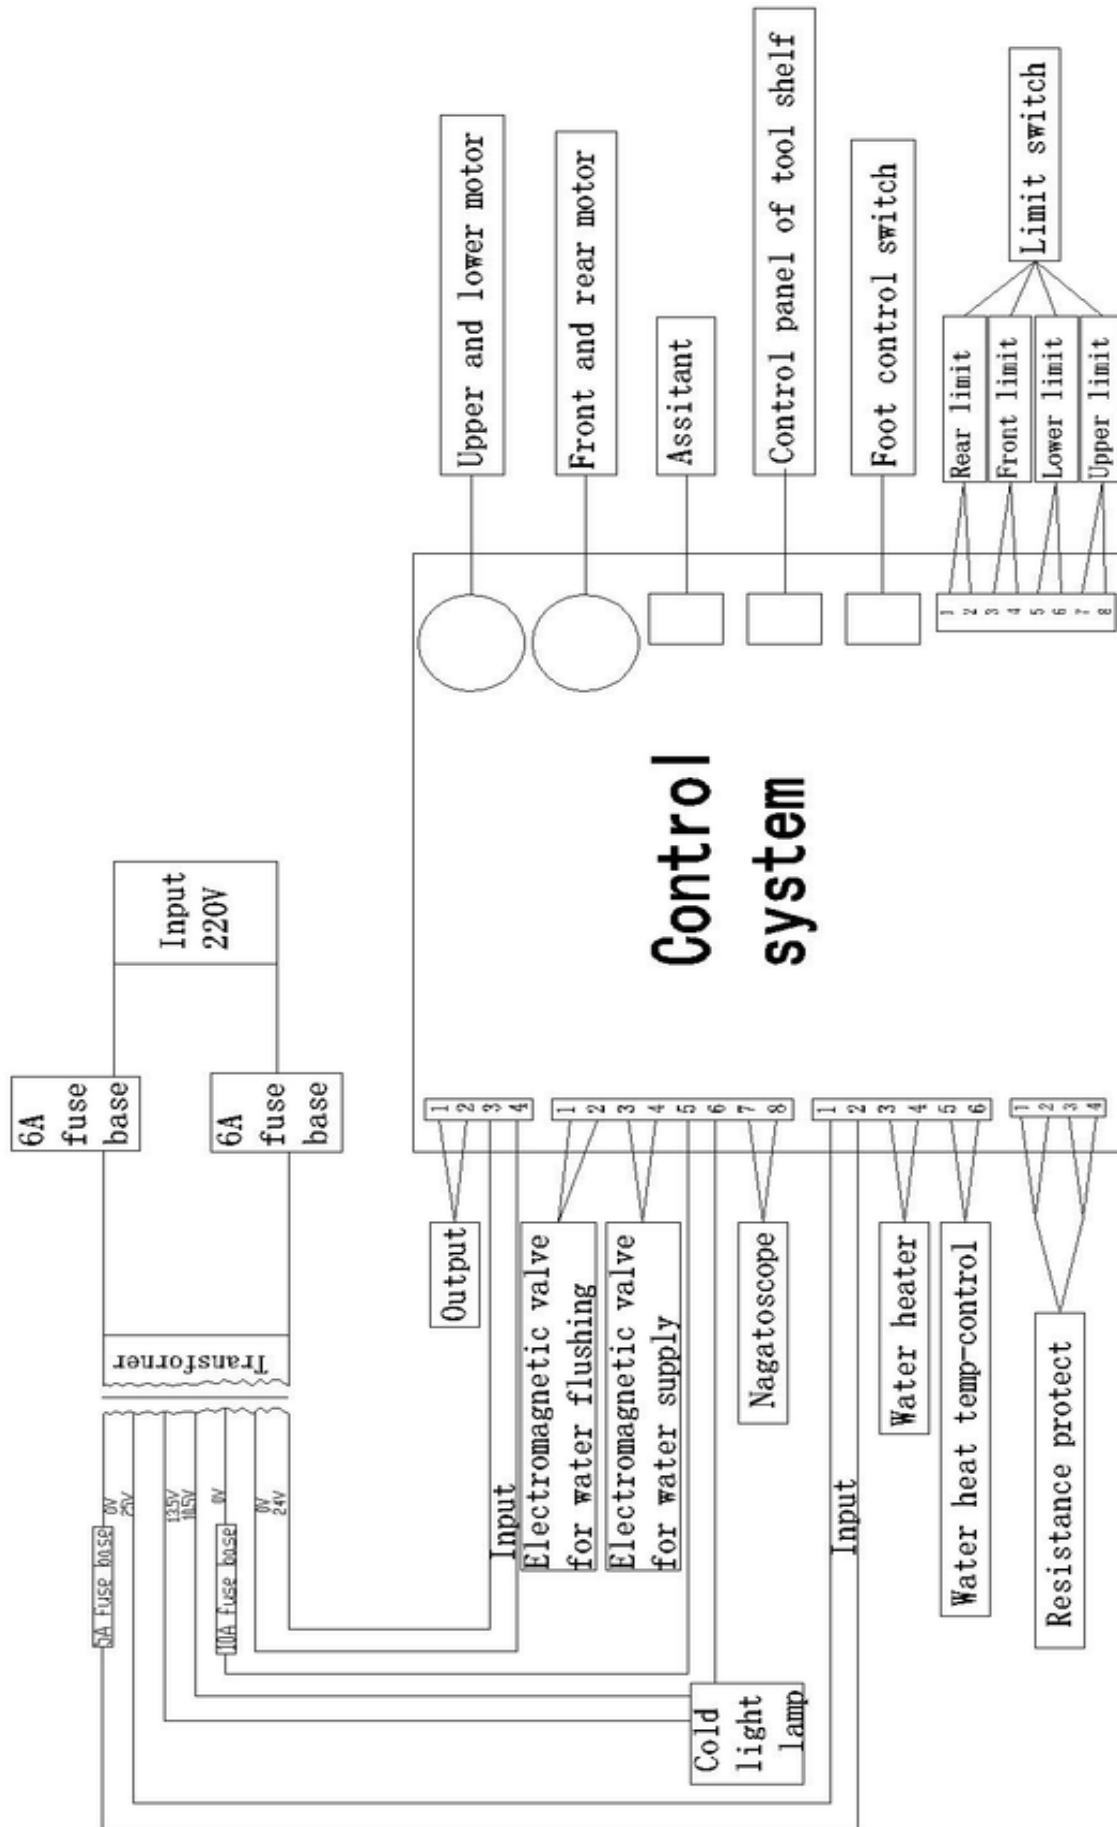 5A Fuse base
0V
25V
13.5V
10.5V
10A Fuse base
0V
0V
24V
Transforner
6A
fuse
base
6A
fuse
base
Input
220V
Output
1
2
3
4
Input
Electromagnetic valve
for water flushing
Electromagnetic valve
for water supply
1
2
3
4
5
6
7
8
Cold
light
lamp
Nagatoscope
Input
1
2
3
4
5
6
Water heater
Water heat temp-control
Resistance protect
1
2
3
4
Control
system
Upper and lower motor
Front and rear motor
Assitant
Control panel of tool shelf
Foot control switch
1
2
3
4
5
6
7
8
Rear limit
Front limit
Lower limit
Upper limit
Limit switch